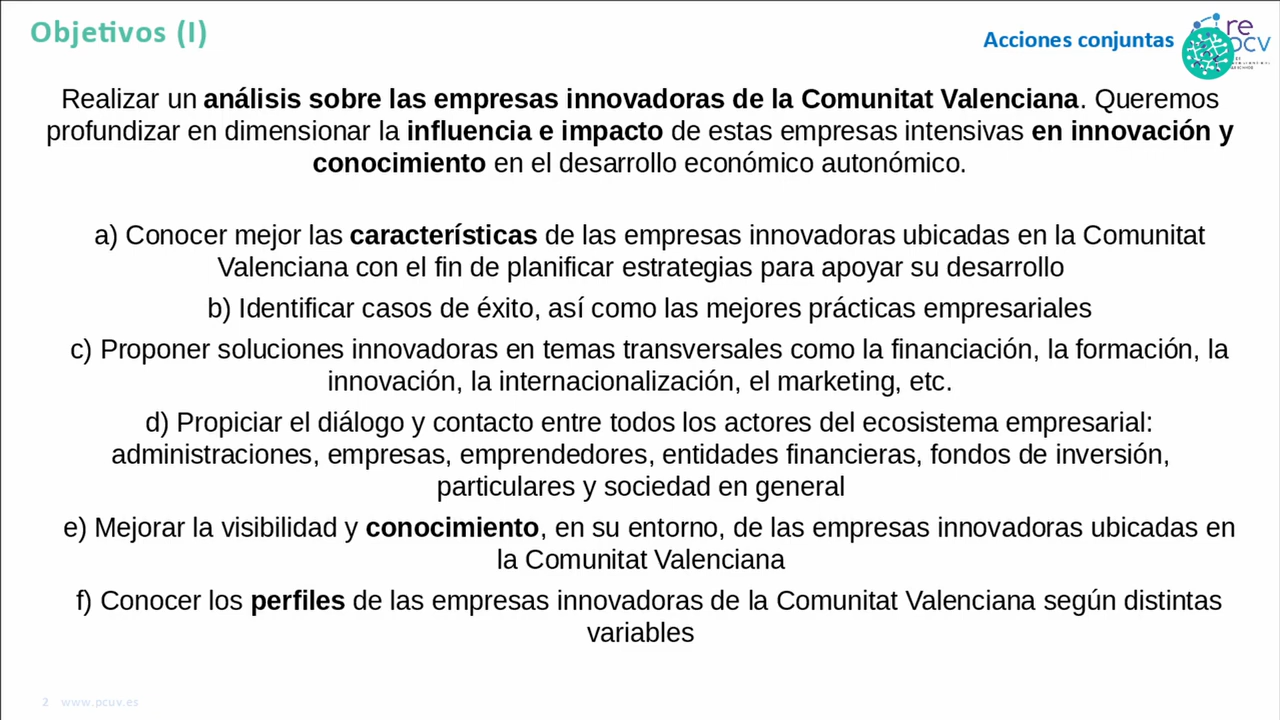 Objetivos (I)
Acciones conjuntas
re
pcv
Realizar un análisis sobre las empresas innovadoras de la Comunitat Valenciana. Queremos
profundizar en dimensionar la influencia e impacto de estas empresas intensivas en innovación y
conocimiento en el desarrollo económico autonómico.
a) Conocer mejor las características de las empresas innovadoras ubicadas en la Comunitat
Valenciana con el fin de planificar estrategias para apoyar su desarrollo
b) Identificar casos de éxito, así como las mejores prácticas empresariales
c) Proponer soluciones innovadoras en temas transversales como la financiación, la formación, la
innovación, la internacionalización, el marketing, etc.
d) Propiciar el diálogo y contacto entre todos los actores del ecosistema empresarial:
administraciones, empresas, emprendedores, entidades financieras, fondos de inversión,
particulares y sociedad en general
e) Mejorar la visibilidad y conocimiento, en su entorno, de las empresas innovadoras ubicadas en
la Comunitat Valenciana
f) Conocer los perfiles de las empresas innovadoras de la Comunitat Valenciana según distintas
variables
2 www.pcuv.es